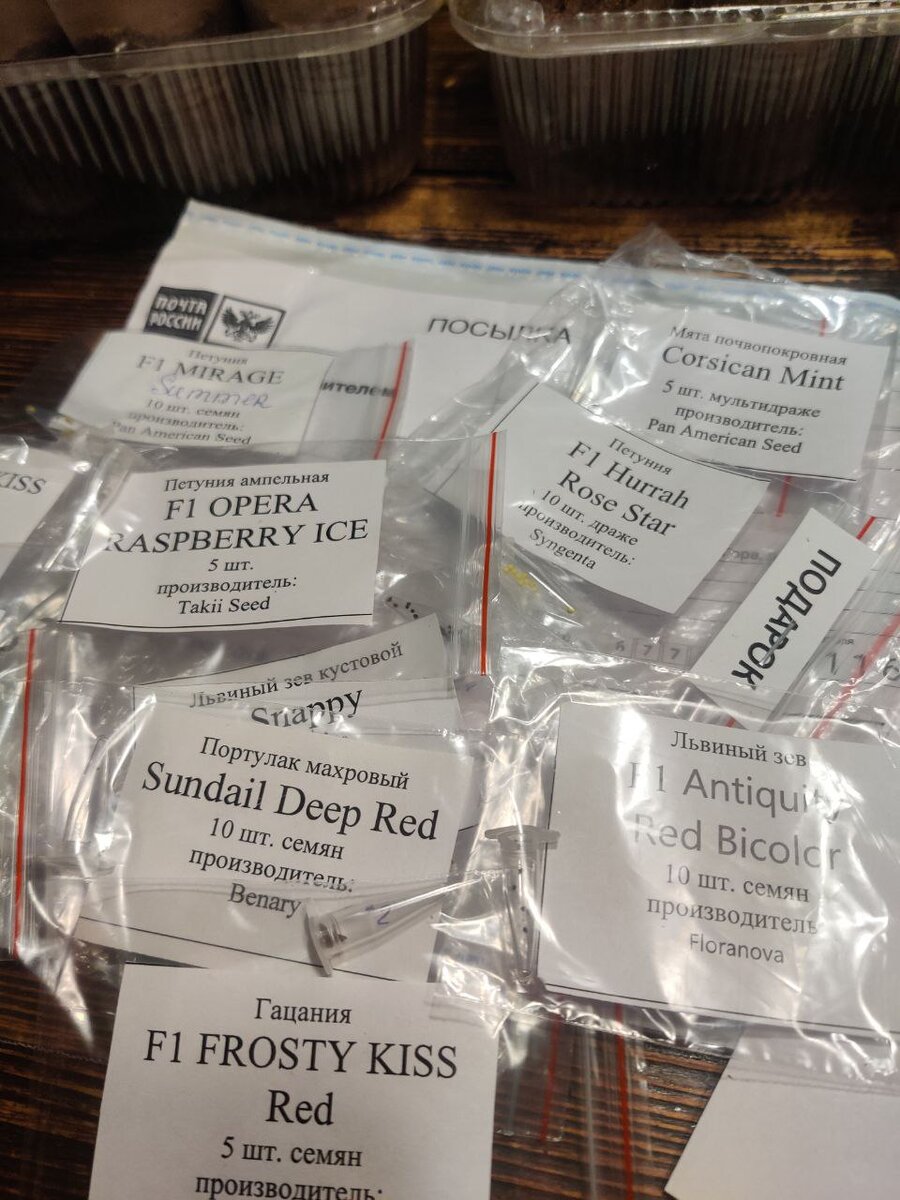 ПОЧТА
РОССИИ
ПОСЫЛКА
Петуния
F1 MIRAGE
Summer
10 шт. семян
производитель:
Pan American Seed
Мята почвопокровная
Corsican Mint
5 шт. мультидраже
производитель:
Pan American Seed
Петуния
F1 Hurrah
Rose Star
10 шт. драже
производитель:
Syngenta
KISS
Петуния ампельная
F1 OPERA
RASPBERRY ICE
5 шт.
производитель:
Takii Seed
ПОДАРОК
6 7 7
Львиный зев кустовой
Snappy
Портулак махровый
Sundail Deep Red
10 шт. семян
производитель:
Benary
Львиный зев
F1 Antiquity
Red Bicolor
10 шт. семян
производитель
Floranova
Гацания
F1 FROSTY KISS
Red
5 шт. семян
производитель: